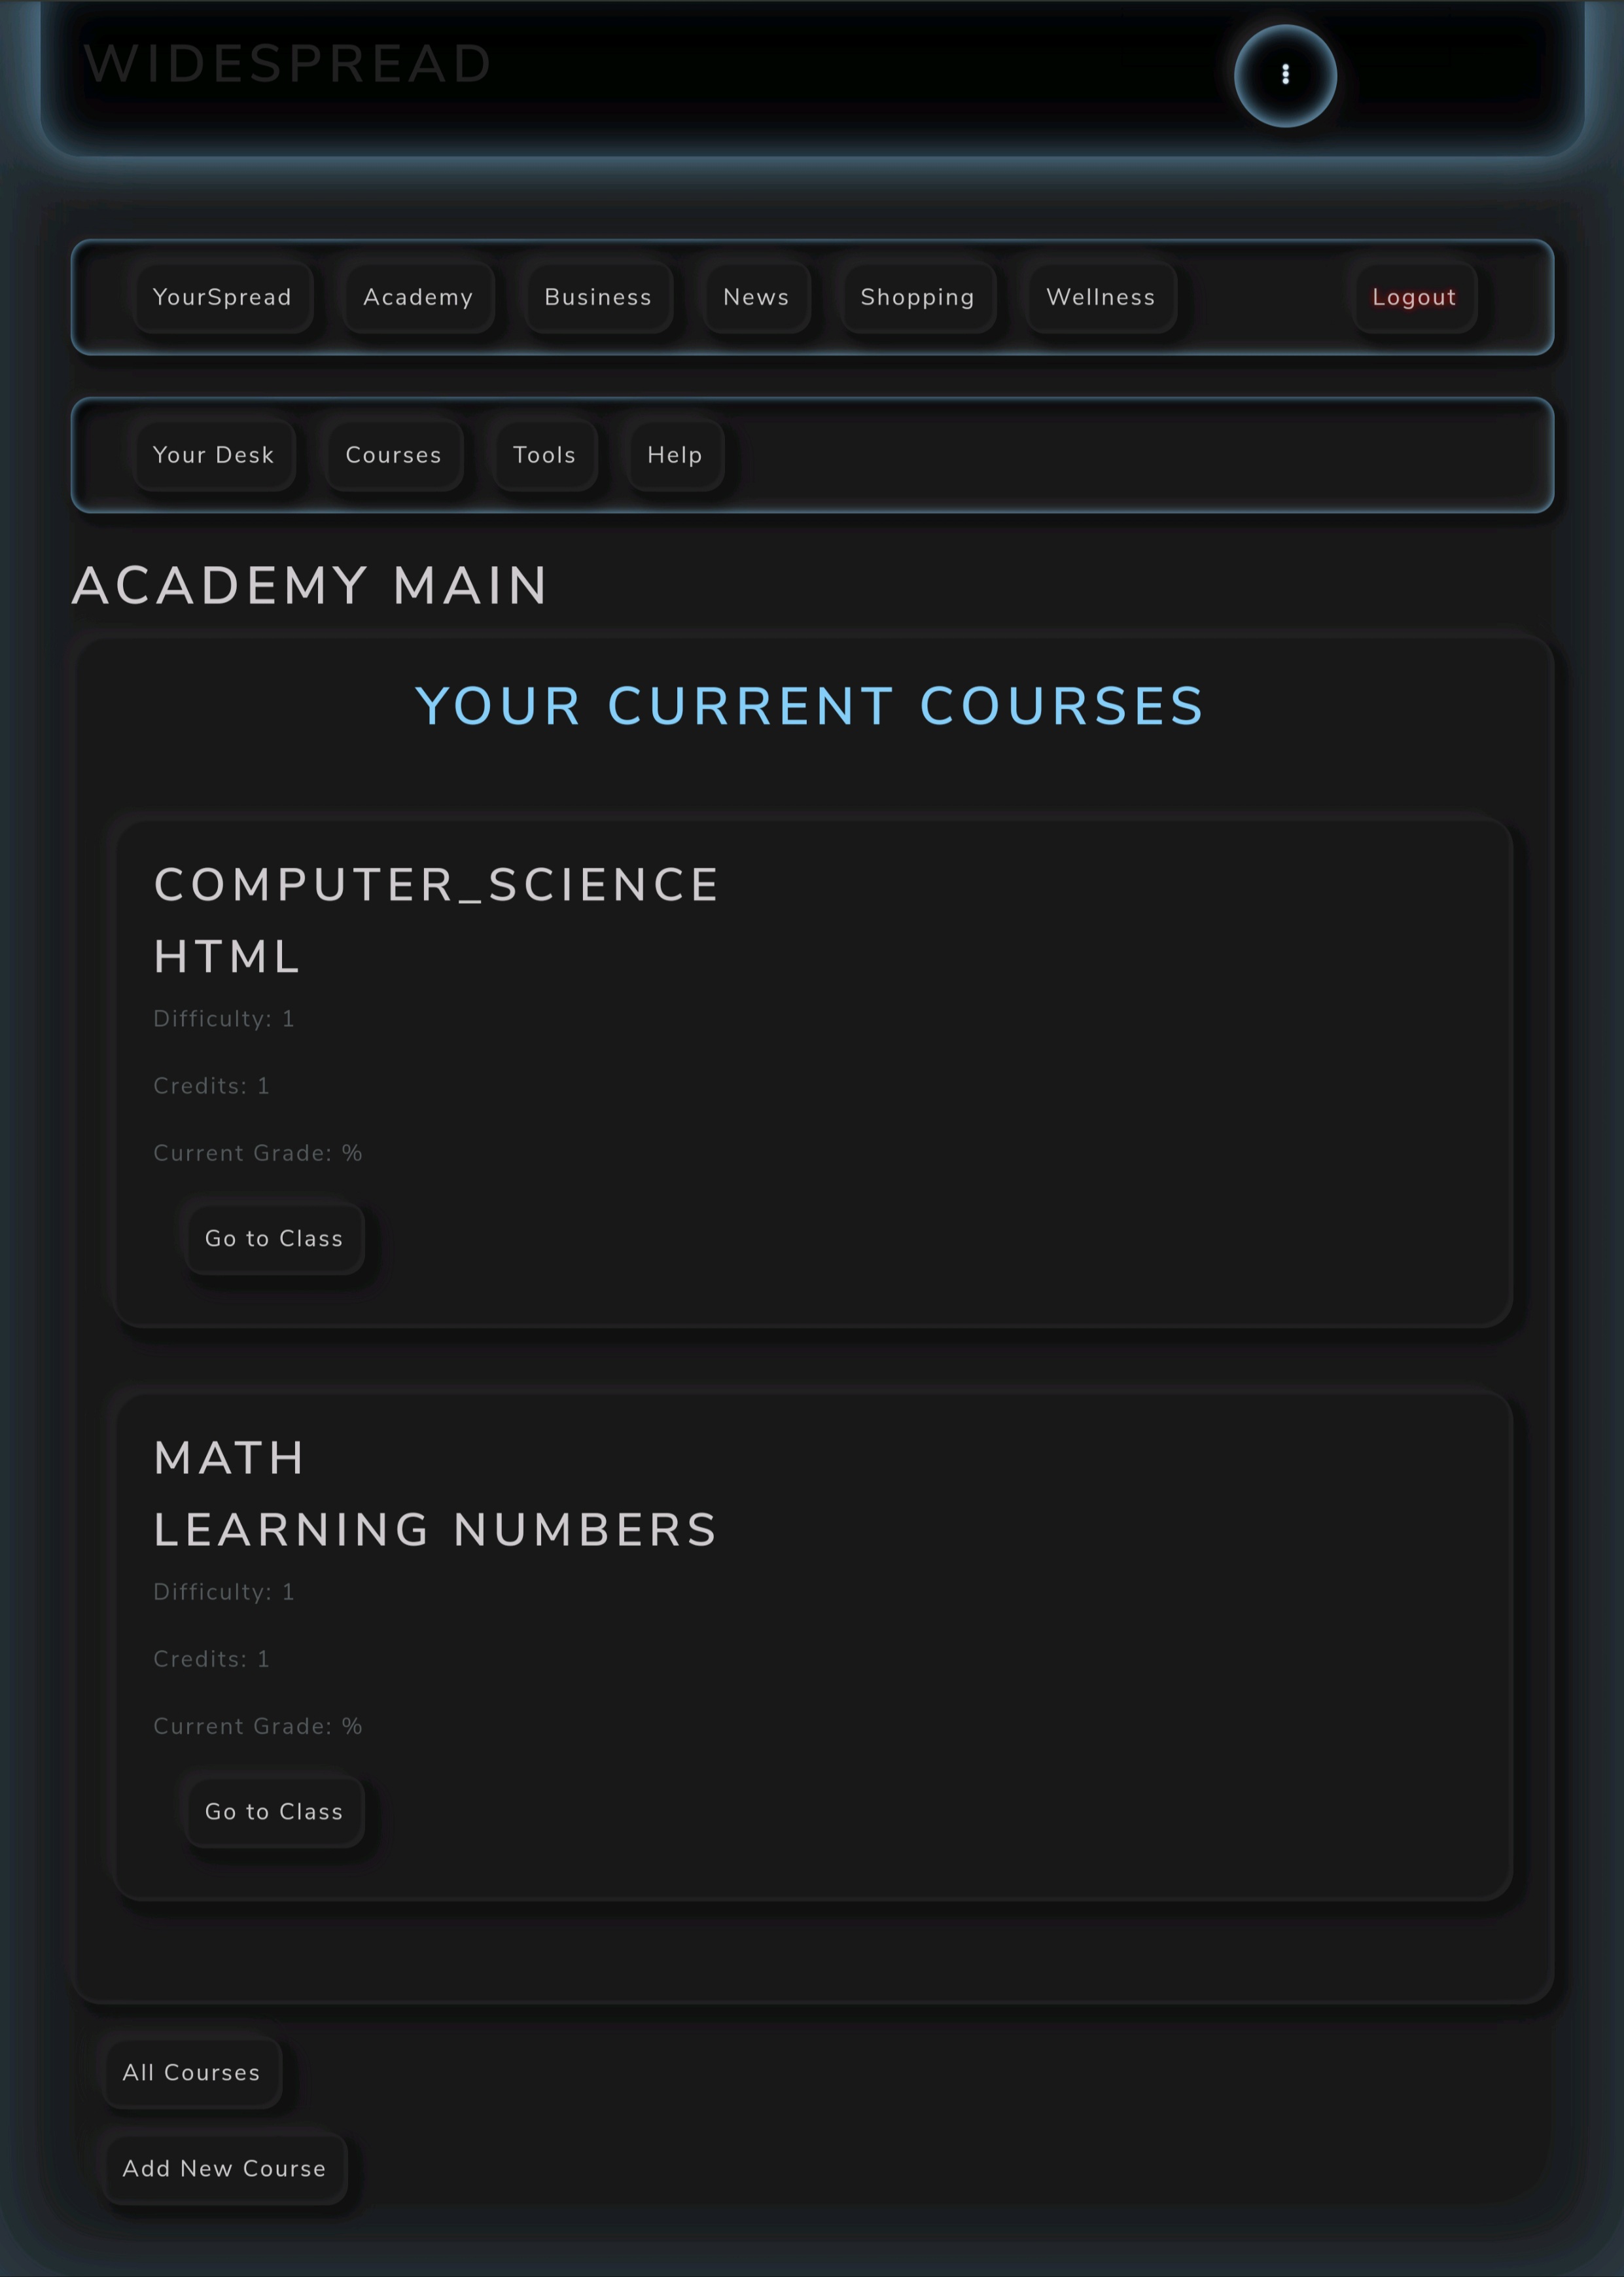 WIDESPREAD
YourSpread Academy Business News Shopping Wellness Logout
Your Desk Courses Tools Help
ACADEMY MAIN
YOUR CURRENT COURSES
COMPUTER_SCIENCE
HTML
Difficulty: 1
Credits: 1
Current Grade: %
Go to Class
MATH
LEARNING NUMBERS
Difficulty: 1
Credits: 1
Current Grade: %
Go to Class
All Courses
Add New Course